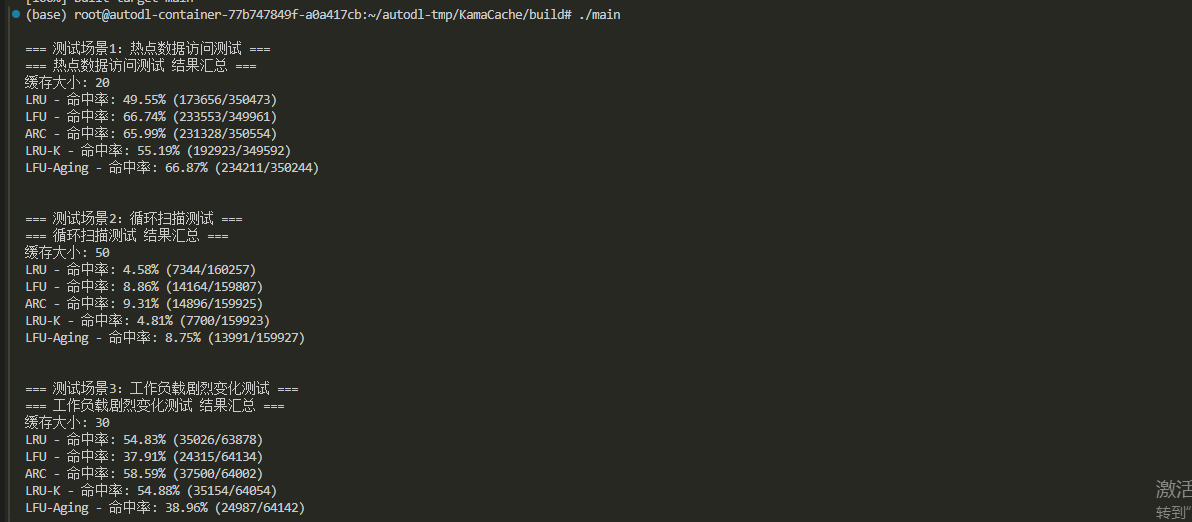 (base) root@autodl-container-77b747849f-a0a417cb:~/autodl-tmp/KamaCache/build# ./main
=== 测试场景1: 热点数据访问测试 ===
=== 热点数据访问测试 结果汇总 ===
缓存大小: 20
LRU - 命中率: 49.55% (173656/350473)
LFU - 命中率: 66.74% (233553/349961)
ARC - 命中率: 65.99% (231328/350554)
LRU-K - 命中率: 55.19% (192923/349592)
LFU-Aging - 命中率: 66.87% (234211/350244)
=== 测试场景2: 循环扫描测试 ===
=== 循环扫描测试 结果汇总 ===
缓存大小: 50
LRU - 命中率: 4.58% (7344/160257)
LFU - 命中率: 8.86% (14164/159807)
ARC - 命中率: 9.31% (14896/159925)
LRU-K - 命中率: 4.81% (7700/159923)
LFU-Aging - 命中率: 8.75% (13991/159927)
=== 测试场景3: 工作负载剧烈变化测试 ===
=== 工作负载剧烈变化测试 结果汇总 ===
缓存大小: 30
LRU - 命中率: 54.83% (35026/63878)
LFU - 命中率: 37.91% (24315/64134)
ARC - 命中率: 58.59% (37500/64002)
LRU-K - 命中率: 54.88% (35154/64054)
LFU-Aging - 命中率: 38.96% (24987/64142)
激活
转到"